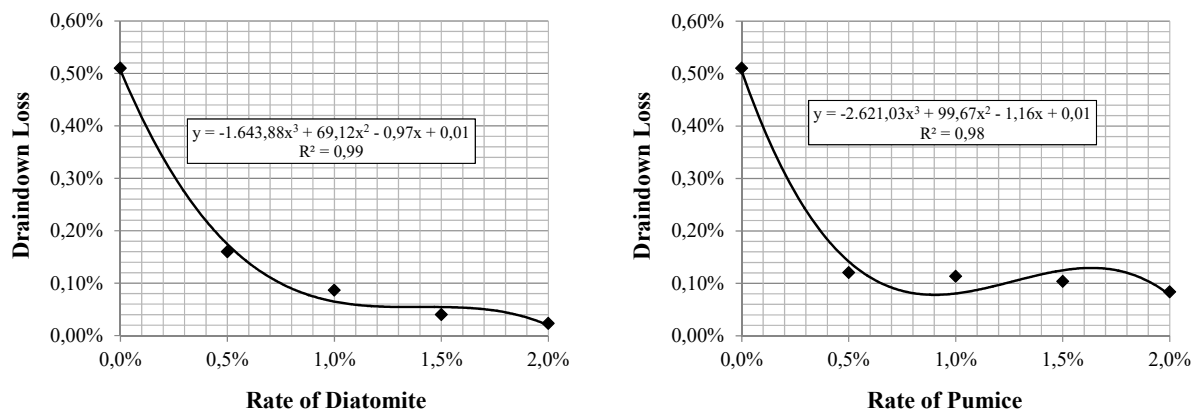 Draindown Loss
0,60%
0,50%
0,40%
0,30%
0,20%
0,10%
0,00%
y = -1.643,88x³ + 69,12x² - 0,97x + 0,01
R² = 0,99
0,0% 0,5% 1,0% 1,5% 2,0%
Rate of Diatomite
Draindown Loss
0,60%
0,50%
0,40%
0,30%
0,20%
0,10%
0,00%
y = -2.621,03x³ + 99,67x² - 1,16x + 0,01
R² = 0,98
0,0% 0,5% 1,0% 1,5% 2,0%
Rate of Pumice